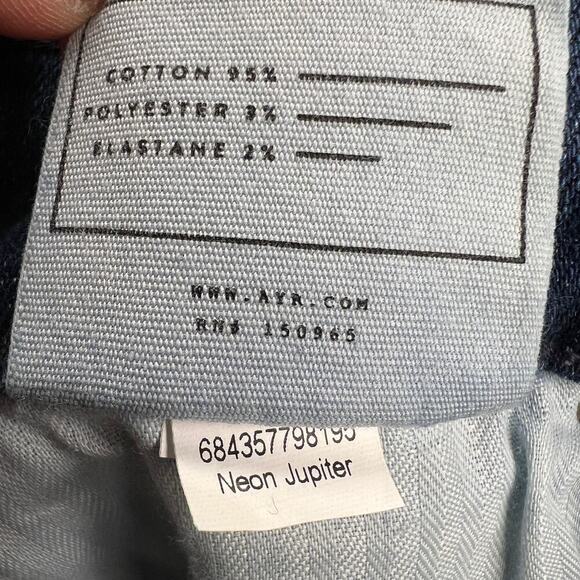 COTTON 95%
POLYESTER 3%
ELASTANE 2%
WWW.AYR.COM
RN# 150965
684357798195
Neon Jupiter